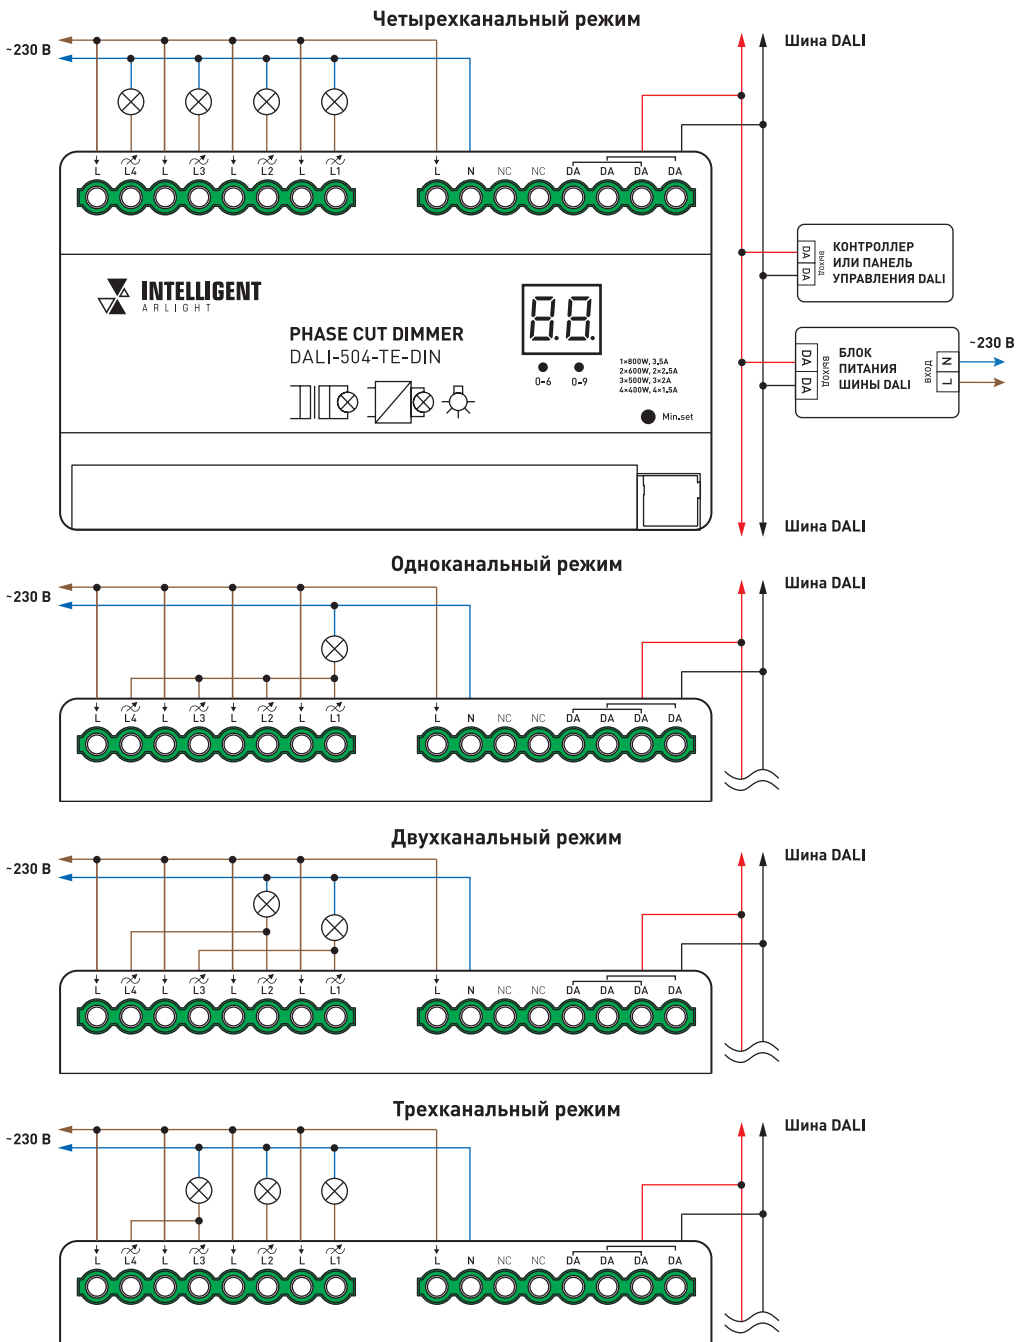 Четырехканальный режим
~230 В
Шина DALI
L L4 L L3 L L2 L L1 L N NC NC DA DA DA DA
DA
DA
ВЫХОД
КОНТРОЛЛЕР
ИЛИ ПАНЕЛЬ
УПРАВЛЕНИЯ DALI
INTELLIGENT
ARLIGHT
PHASE CUT DIMMER
DALI-504-TE-DIN
88
0-6 0-9
1×800W, 3.5A
2×600W, 2×2.5A
3×500W, 3×2A
4×400W, 4×1.5A
Min.set
DA
DA
ВЫХОД
БЛОК
ПИТАНИЯ
ШИНЫ DALI
ВХОД
N
L
~230 В
Шина DALI
Одноканальный режим
~230 В
Шина DALI
L L4 L L3 L L2 L L1 L N NC NC DA DA DA DA
Двухканальный режим
~230 В
Шина DALI
L L4 L L3 L L2 L L1 L N NC NC DA DA DA DA
Трехканальный режим
~230 В
Шина DALI
L L4 L L3 L L2 L L1 L N NC NC DA DA DA DA